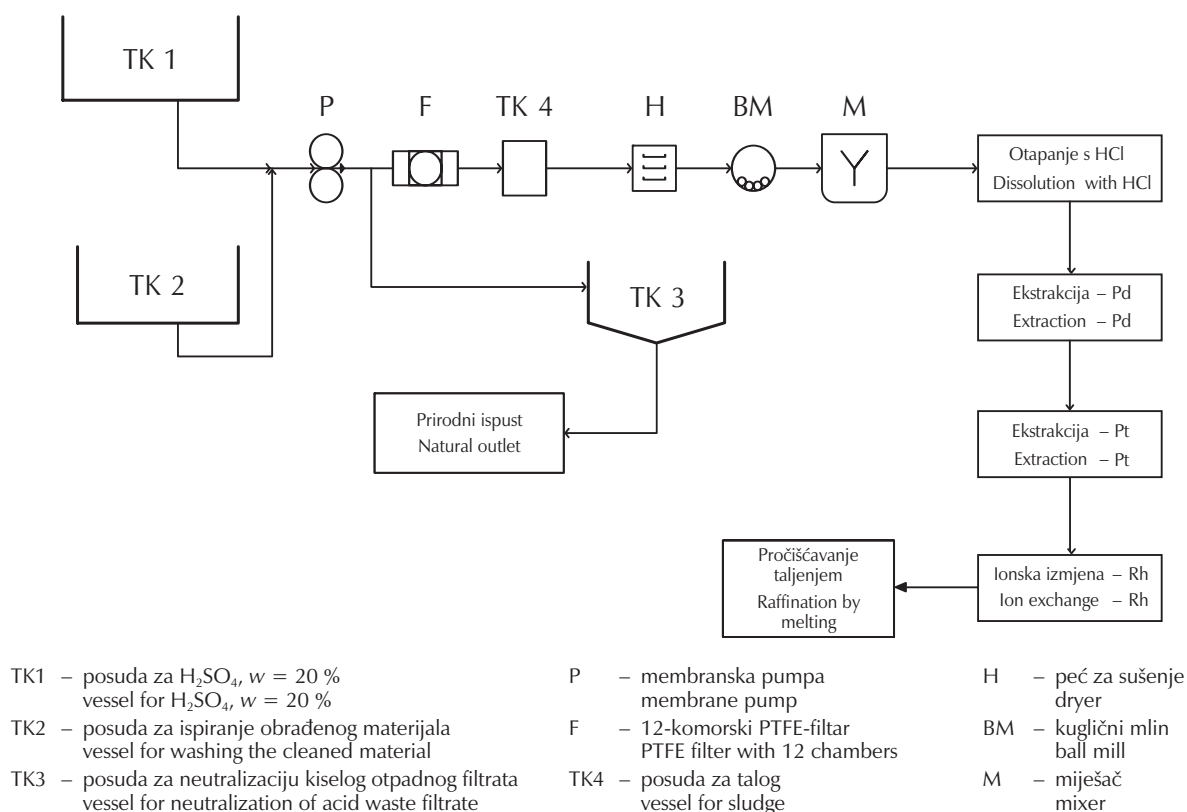 TK 1
P
F
TK 4
H
BM
M
Otapanje s HCl
Dissolution with HCl
TK 2
TK 3
Ekstrakcija – Pd
Extraction – Pd
Prirodni ispust
Natural outlet
Ekstrakcija – Pt
Extraction – Pt
Pročišćavanje
taljenjem
Raffination by
melting
Ionska izmjena – Rh
Ion exchange – Rh
TK1 – posuda za H₂SO₄, w = 20 %
vessel for H₂SO₄, w = 20 %
TK2 – posuda za ispiranje obrađenog materijala
vessel for washing the cleaned material
TK3 – posuda za neutralizaciju kiselog otpadnog filtrata
vessel for neutralization of acid waste filtrate
P – membranska pumpa
membrane pump
F – 12-komorski PTFE-filtar
PTFE filter with 12 chambers
TK4 – posuda za talog
vessel for sludge
H – peć za sušenje
dryer
BM – kuglični mlin
ball mill
M – miješač
mixer